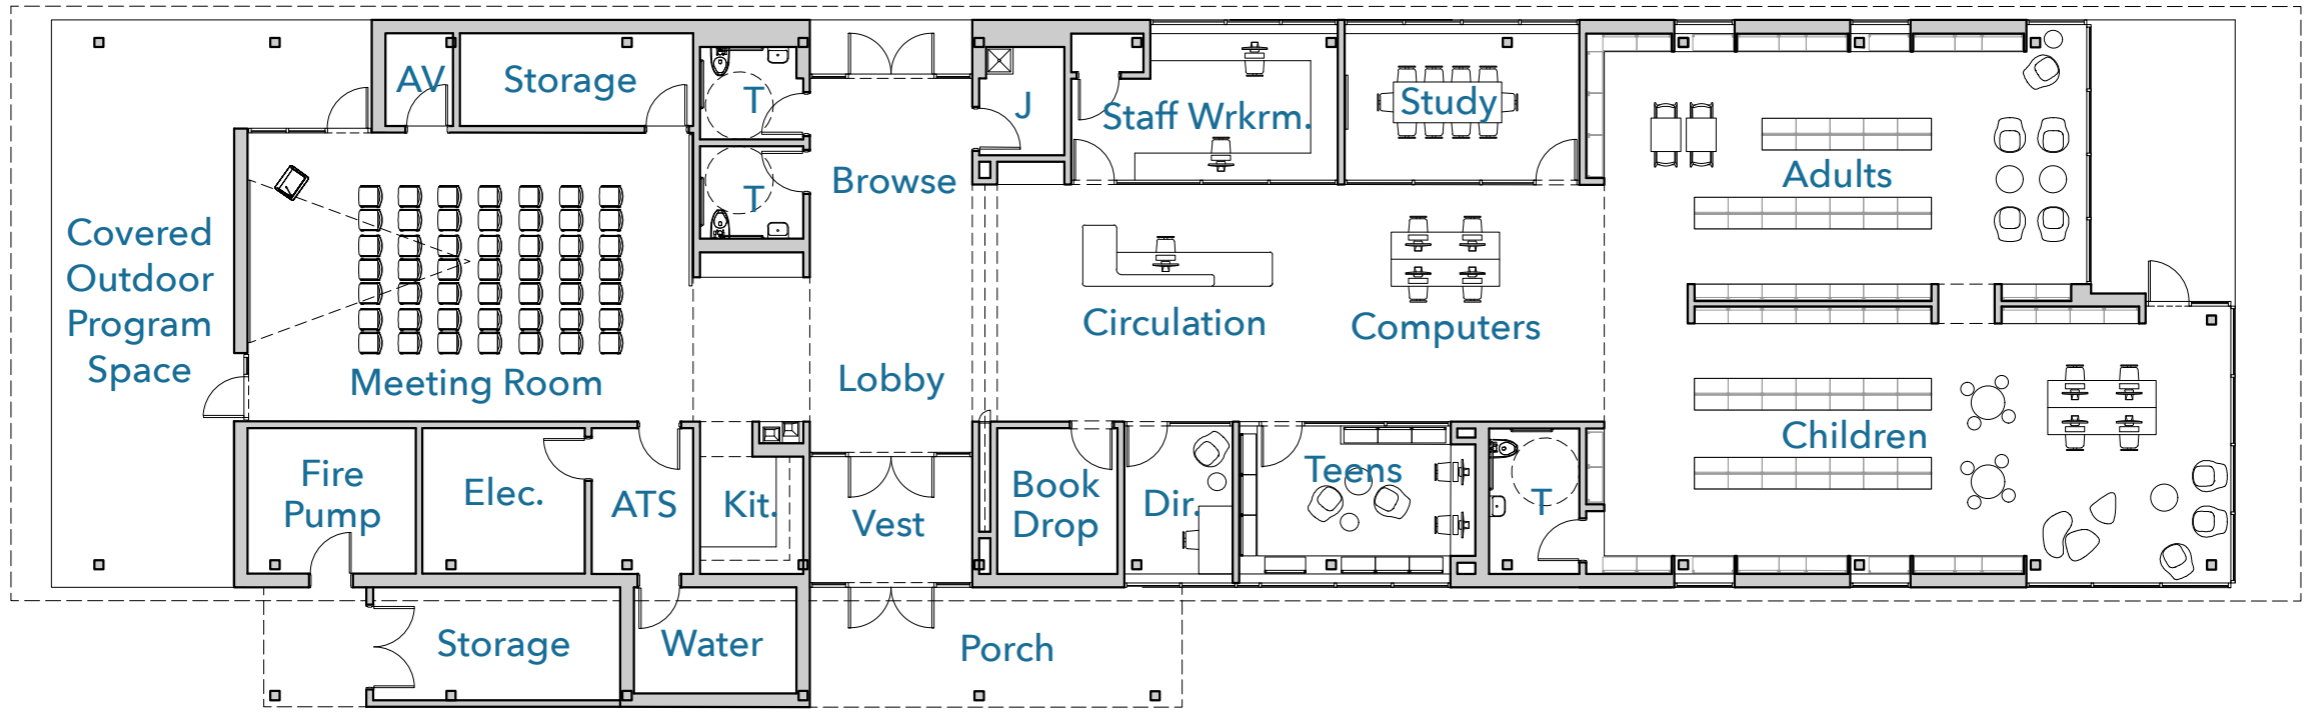 AV
Storage
T
J
Staff Wrkrm.
Study
Adults
T
Browse
Covered
Outdoor
Program
Space
Meeting Room
Lobby
Circulation
Computers
Children
Fire
Pump
Elec.
ATS
Kit.
Vest
Book
Drop
Dir.
Teens
T
Storage
Water
Porch